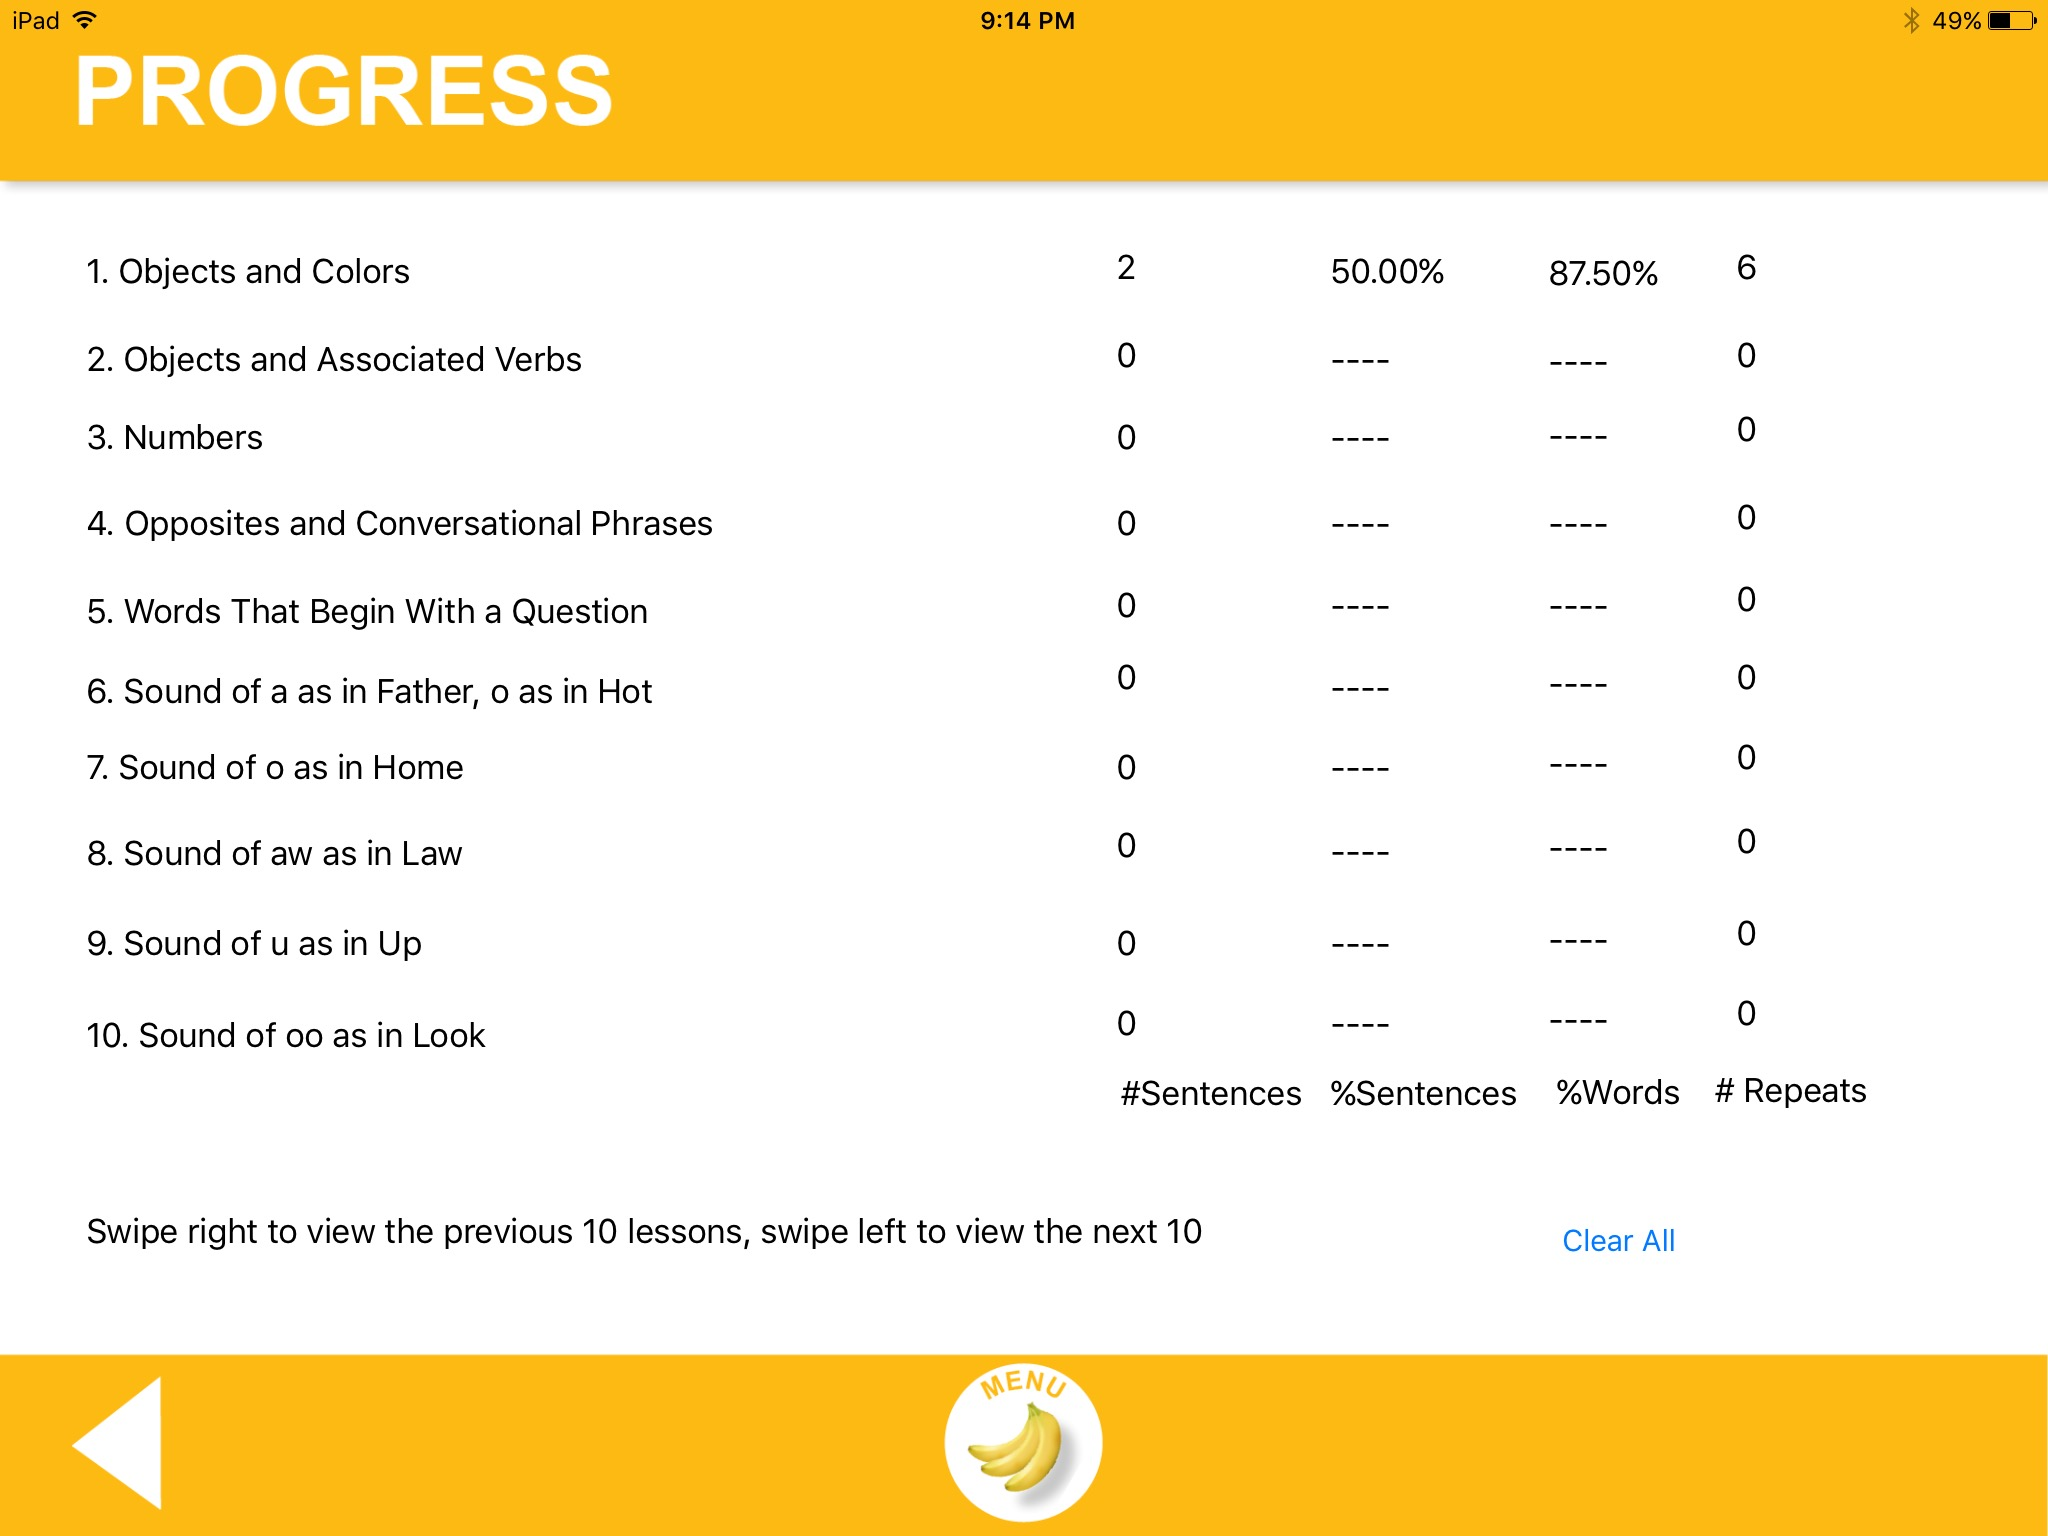 iPad 9:14 PM 49%
PROGRESS
1. Objects and Colors 2 50.00% 87.50% 6
2. Objects and Associated Verbs 0 ---- ---- 0
3. Numbers 0 ---- ---- 0
4. Opposites and Conversational Phrases 0 ---- ---- 0
5. Words That Begin With a Question 0 ---- ---- 0
6. Sound of a as in Father, o as in Hot 0 ---- ---- 0
7. Sound of o as in Home 0 ---- ---- 0
8. Sound of aw as in Law 0 ---- ---- 0
9. Sound of u as in Up 0 ---- ---- 0
10. Sound of oo as in Look 0 ---- ---- 0
#Sentences %Sentences %Words # Repeats
Swipe right to view the previous 10 lessons, swipe left to view the next 10 Clear All
MENU